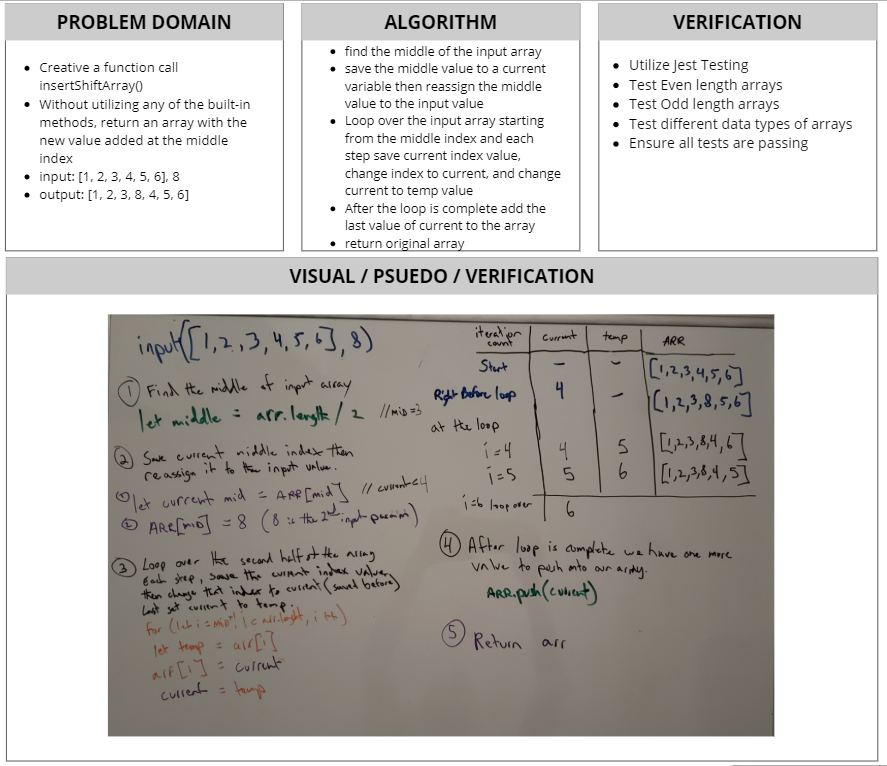 PROBLEM DOMAIN
Creative a function call
insertShiftArray()
Without utilizing any of the built-in
methods, return an array with the
new value added at the middle
index
input: [1, 2, 3, 4, 5, 6], 8
output: [1, 2, 3, 8, 4, 5, 6]
ALGORITHM
find the middle of the input array
save the middle value to a current
variable then reassign the middle
value to the input value
Loop over the input array starting
from the middle index and each
step save current index value,
change index to current, and change
current to temp value
After the loop is complete add the
last value of current to the array
return original array
VERIFICATION
Utilize Jest Testing
Test Even length arrays
Test Odd length arrays
Test different data types of arrays
Ensure all tests are passing
VISUAL / PSUEDO / VERIFICATION
input([1,2,3,4,5,6],8)
① Find the middle of input array
let middle = arr.length / 2 //mid=3
② Save current middle index then
reassign it to the input value.
① let current mid = ARR[mid] // current=4
② ARR[mid] = 8 (8 is the 2nd input
③ Loop over the second half of the array
Each step, save the current index value,
then change that index to current (saved before)
last set current to temp.
for (let i = mid
let temp = arr[i]
arr[i] = current
current = temp
iteration count current temp ARR
Start - - [1,2,3,4,5,6]
Right Before loop 4 - [1,2,3,8,5,6]
at the loop
i=4 4 5 [1,2,3,8,4,6]
i=5 5 6 [1,2,3,8,4,5]
i=6 loop over 6
④ After loop is complete we have one more
value to push into our array.
ARR.push(current)
⑤ Return arr